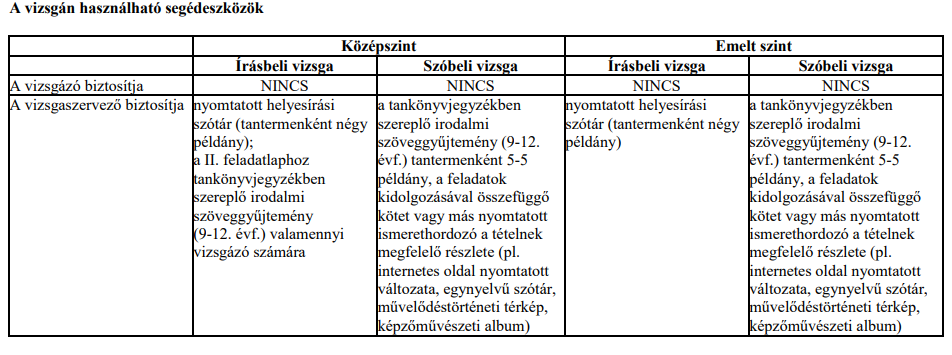 A vizsgán használható segédeszközök
Középszint
Emelt szint
Írásbeli vizsga
Szóbeli vizsga
Írásbeli vizsga
Szóbeli vizsga
A vizsgázó biztosítja
NINCS
NINCS
NINCS
NINCS
A vizsgaszervező biztosítja
nyomtatott helyesírási
szótár (tantermenként négy
példány);
a II. feladatlaphoz
tankönyvjegyzékben
szereplő irodalmi
szöveggyűjtemény
(9-12. évf.) valamennyi
vizsgázó számára
a tankönyvjegyzékben
szereplő irodalmi
szöveggyűjtemény (9-12.
évf.) tantermenként 5-5
példány, a feladatok
kidolgozásával összefüggő
kötet vagy más nyomtatott
ismerethordozó a tételnek
megfelelő részlete (pl.
internetes oldal nyomtatott
változata, egynyelvű szótár,
művelődéstörténeti térkép,
képzőművészeti album)
nyomtatott helyesírási
szótár (tantermenként négy
példány)
a tankönyvjegyzékben
szereplő irodalmi
szöveggyűjtemény (9-12.
évf.) tantermenként 5-5
példány, a feladatok
kidolgozásával összefüggő
kötet vagy más nyomtatott
ismerethordozó a tételnek
megfelelő részlete (pl.
internetes oldal nyomtatott
változata, egynyelvű szótár,
művelődéstörténeti térkép,
képzőművészeti album)